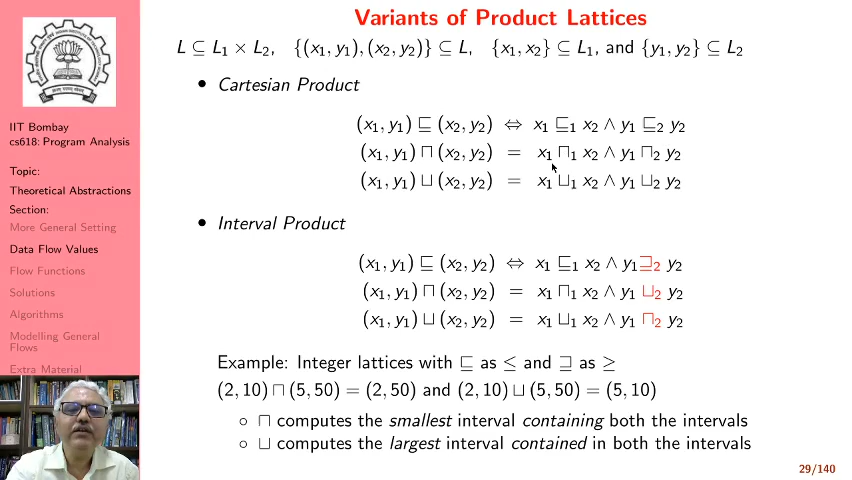 Variants of Product Lattices
L ⊆ L₁ × L₂, {(x₁, y₁), (x₂, y₂)} ⊆ L, {x₁, x₂} ⊆ L₁, and {y₁, y₂} ⊆ L₂
• Cartesian Product
(x₁, y₁) ⊑ (x₂, y₂) ⇔ x₁ ⊑₁ x₂ ∧ y₁ ⊑₂ y₂
(x₁, y₁) ⊓ (x₂, y₂) = x₁ ⊓₁ x₂ ∧ y₁ ⊓₂ y₂
(x₁, y₁) ⊔ (x₂, y₂) = x₁ ⊔₁ x₂ ∧ y₁ ⊔₂ y₂
• Interval Product
(x₁, y₁) ⊑ (x₂, y₂) ⇔ x₁ ⊑₁ x₂ ∧ y₁ ⊒₂ y₂
(x₁, y₁) ⊓ (x₂, y₂) = x₁ ⊓₁ x₂ ∧ y₁ ⊔₂ y₂
(x₁, y₁) ⊔ (x₂, y₂) = x₁ ⊔₁ x₂ ∧ y₁ ⊓₂ y₂
Example: Integer lattices with ⊑ as ≤ and ⊒ as ≥
(2, 10) ⊓ (5, 50) = (2, 50) and (2, 10) ⊔ (5, 50) = (5, 10)
◦ ⊓ computes the smallest interval containing both the intervals
◦ ⊔ computes the largest interval contained in both the intervals
29/140
IIT Bombay
cs618: Program Analysis
Topic:
Theoretical Abstractions
Section:
More General Setting
Data Flow Values
Flow Functions
Solutions
Algorithms
Modelling General
Flows
Extra Material